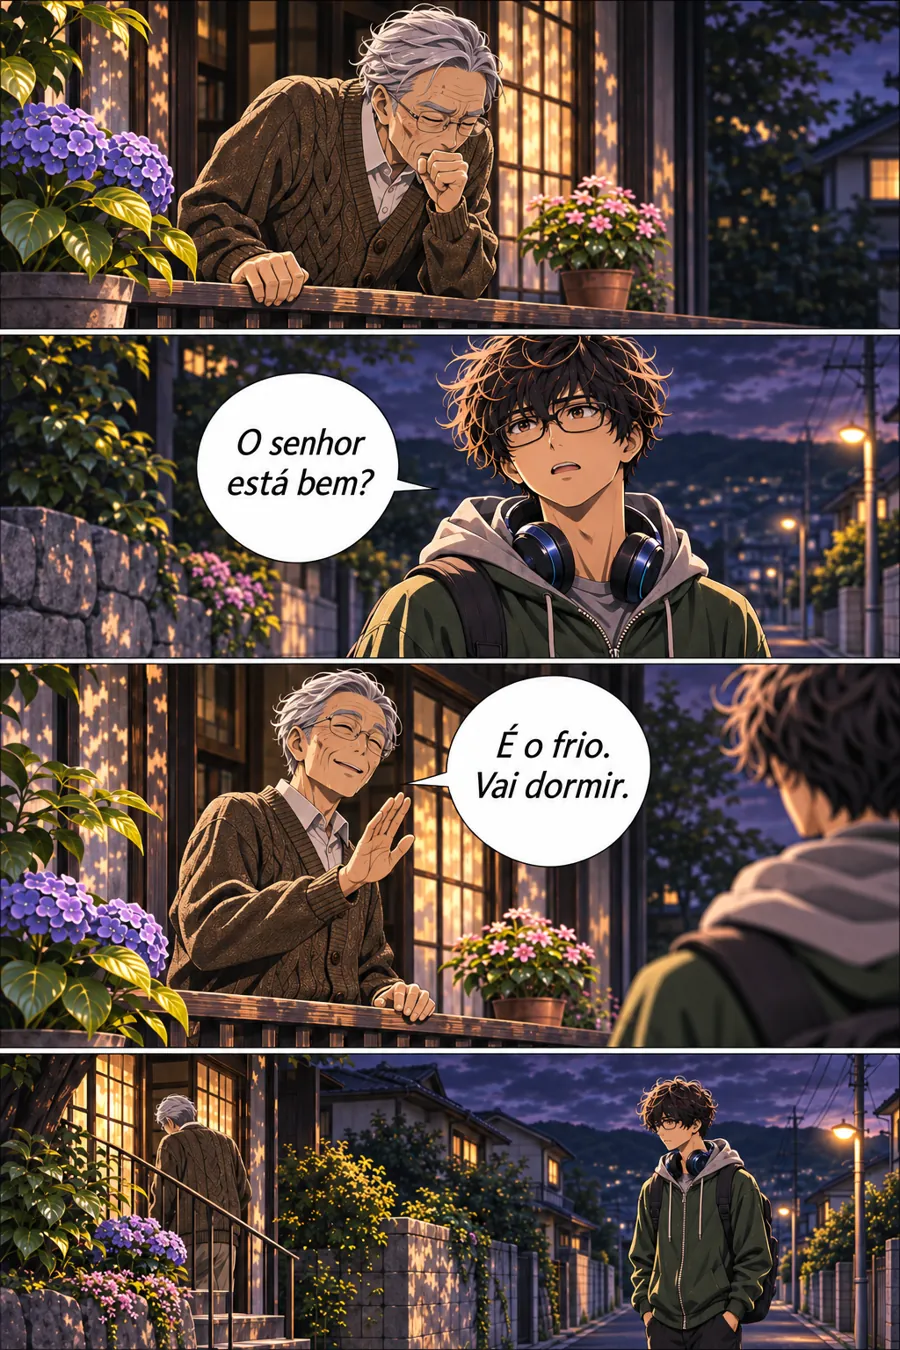 O senhor
está bem?
É o frio.
Vai dormir.